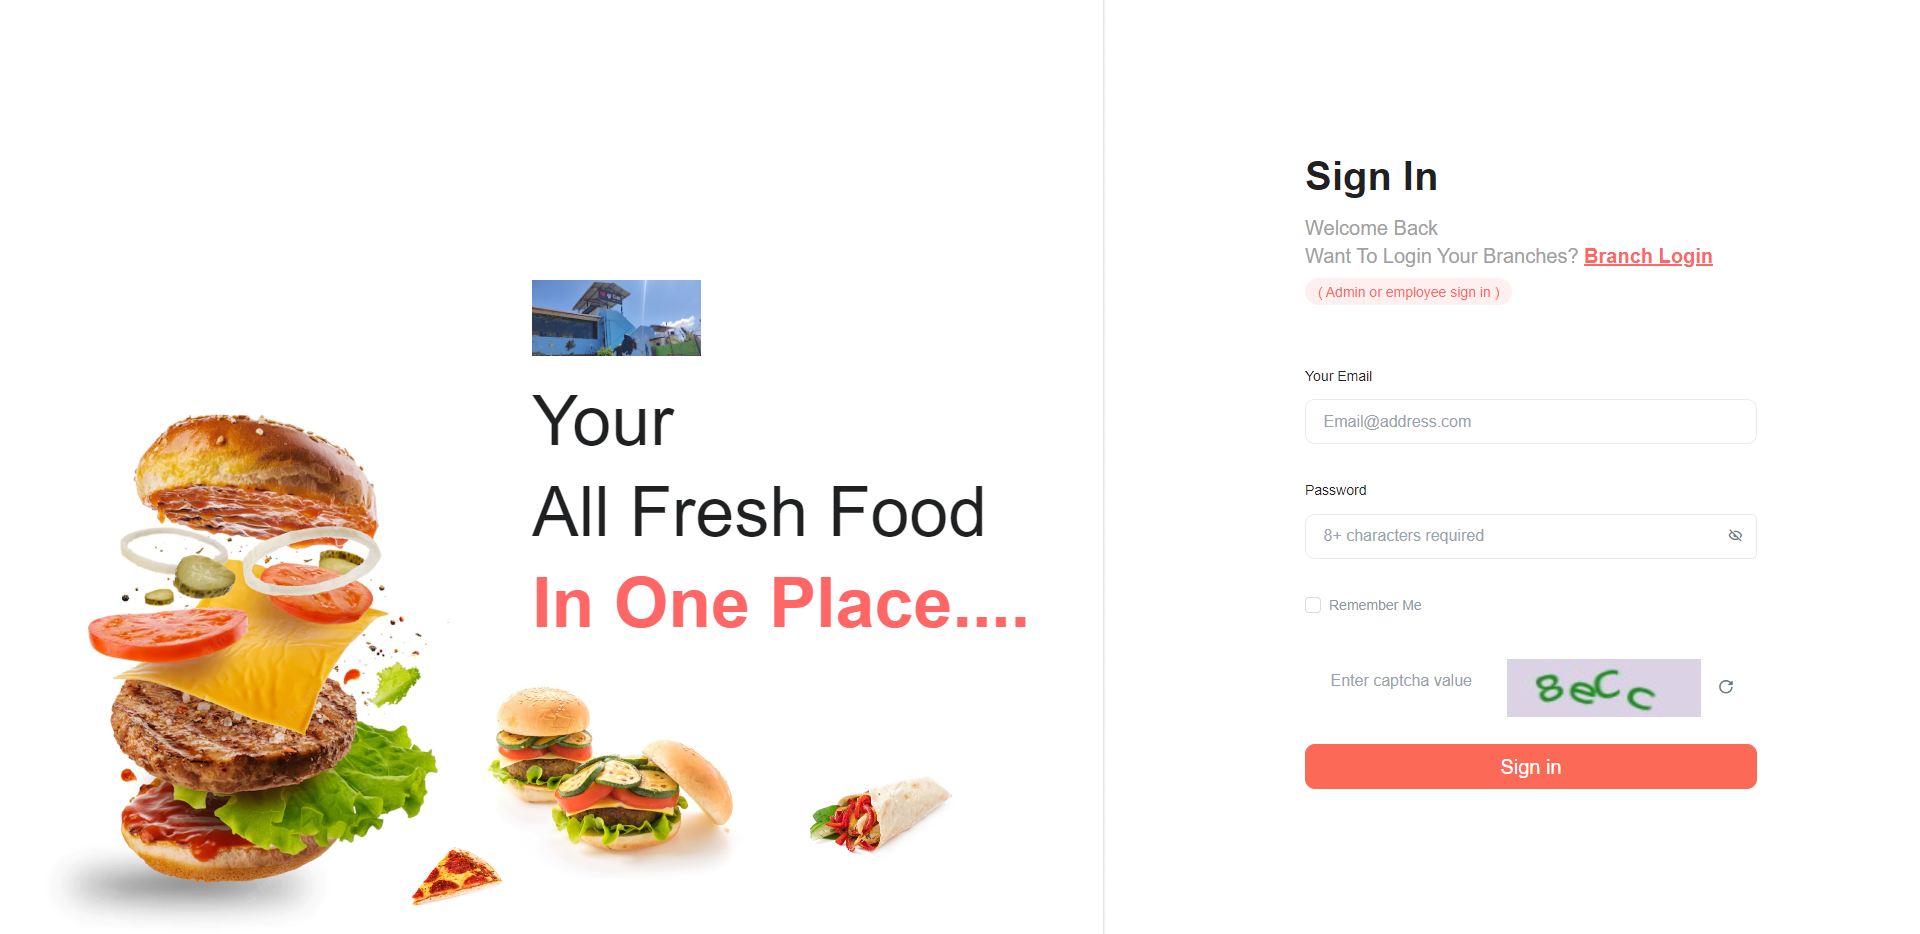 Your
All Fresh Food
In One Place....
Sign In
Welcome Back
Want To Login Your Branches? Branch Login
( Admin or employee sign in )
Your Email
Email@address.com
Password
8+ characters required
Remember Me
Enter captcha value
8eCc
Sign in